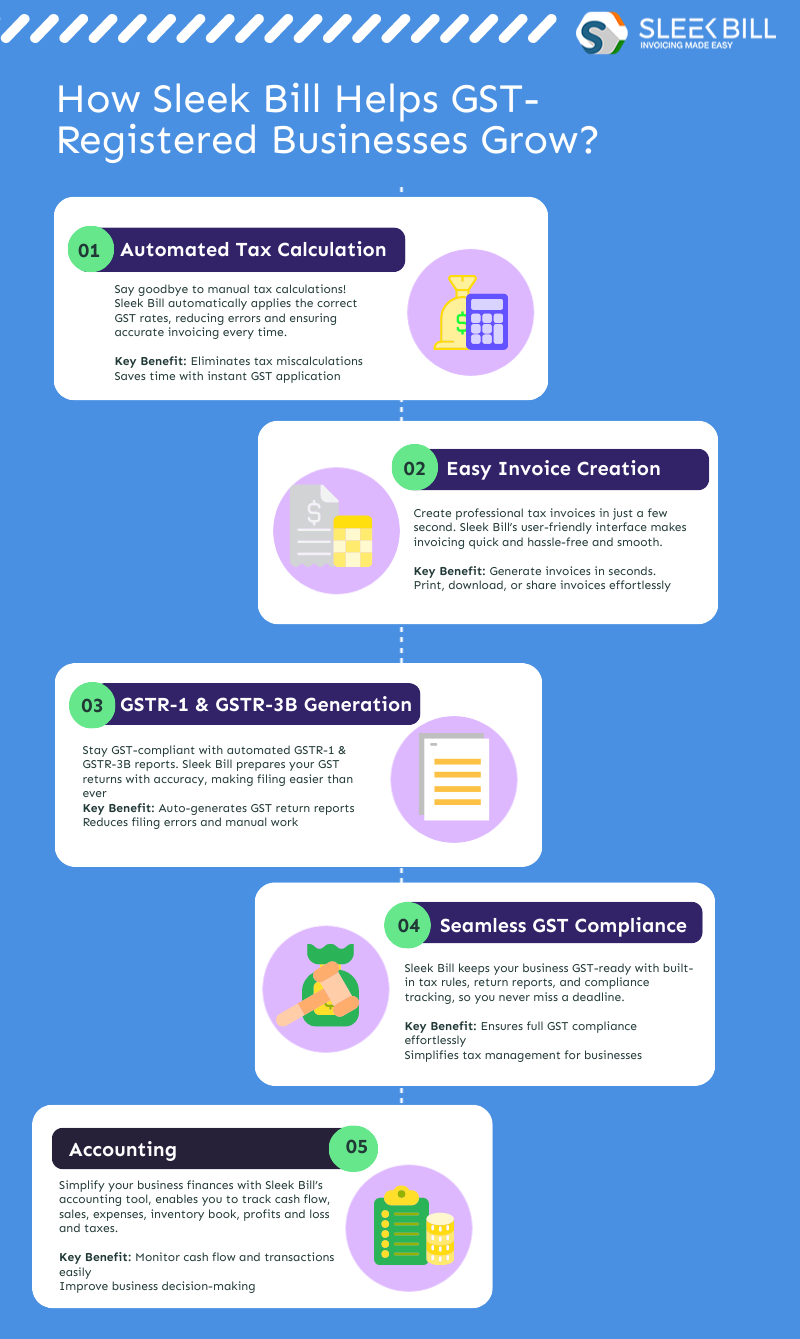 SLEEKBILL
INVOICING MADE EASY
How Sleek Bill Helps GST-
Registered Businesses Grow?
01
Automated Tax Calculation
Say goodbye to manual tax calculations!
Sleek Bill automatically applies the correct
GST rates, reducing errors and ensuring
accurate invoicing every time.
Key Benefit: Eliminates tax miscalculations
Saves time with instant GST application
$
02
Easy Invoice Creation
$
Create professional tax invoices in just a few
second. Sleek Bill's user-friendly interface makes
invoicing quick and hassle-free and smooth.
Key Benefit: Generate invoices in seconds.
Print, download, or share invoices effortlessly
03
GSTR-1 & GSTR-3B Generation
Stay GST-compliant with automated GSTR-1 &
GSTR-3B reports. Sleek Bill prepares your GST
returns with accuracy, making filing easier than
ever
Key Benefit: Auto-generates GST return reports
Reduces filing errors and manual work
04
Seamless GST Compliance
Sleek Bill keeps your business GST-ready with built-
in tax rules, return reports, and compliance
tracking, so you never miss a deadline.
Key Benefit: Ensures full GST compliance
effortlessly
Simplifies tax management for businesses
$
Accounting
05
Simplify your business finances with Sleek Bill's
accounting tool, enables you to track cash flow,
sales, expenses, inventory book, profits and loss
and taxes.
Key Benefit: Monitor cash flow and transactions
easily
Improve business decision-making